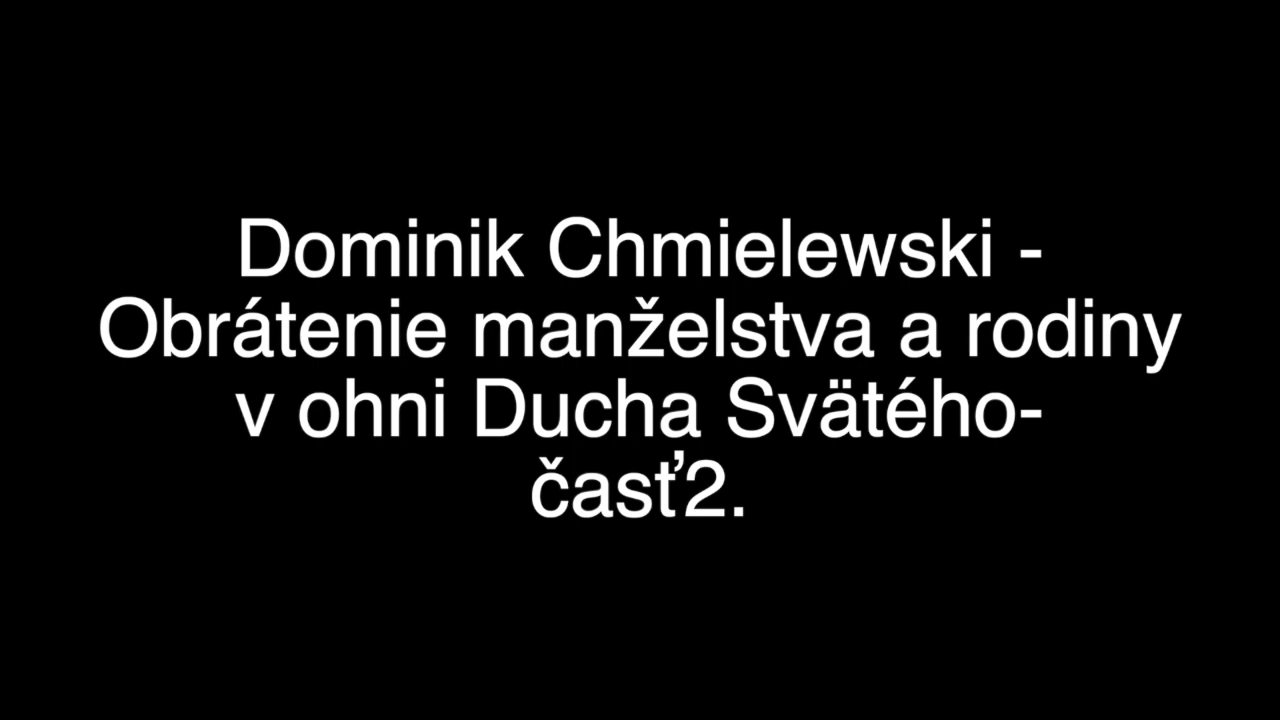 Dominik Chmielewski -
Obrátenie manželstva a rodiny
v ohni Ducha Svätého-
časť2.